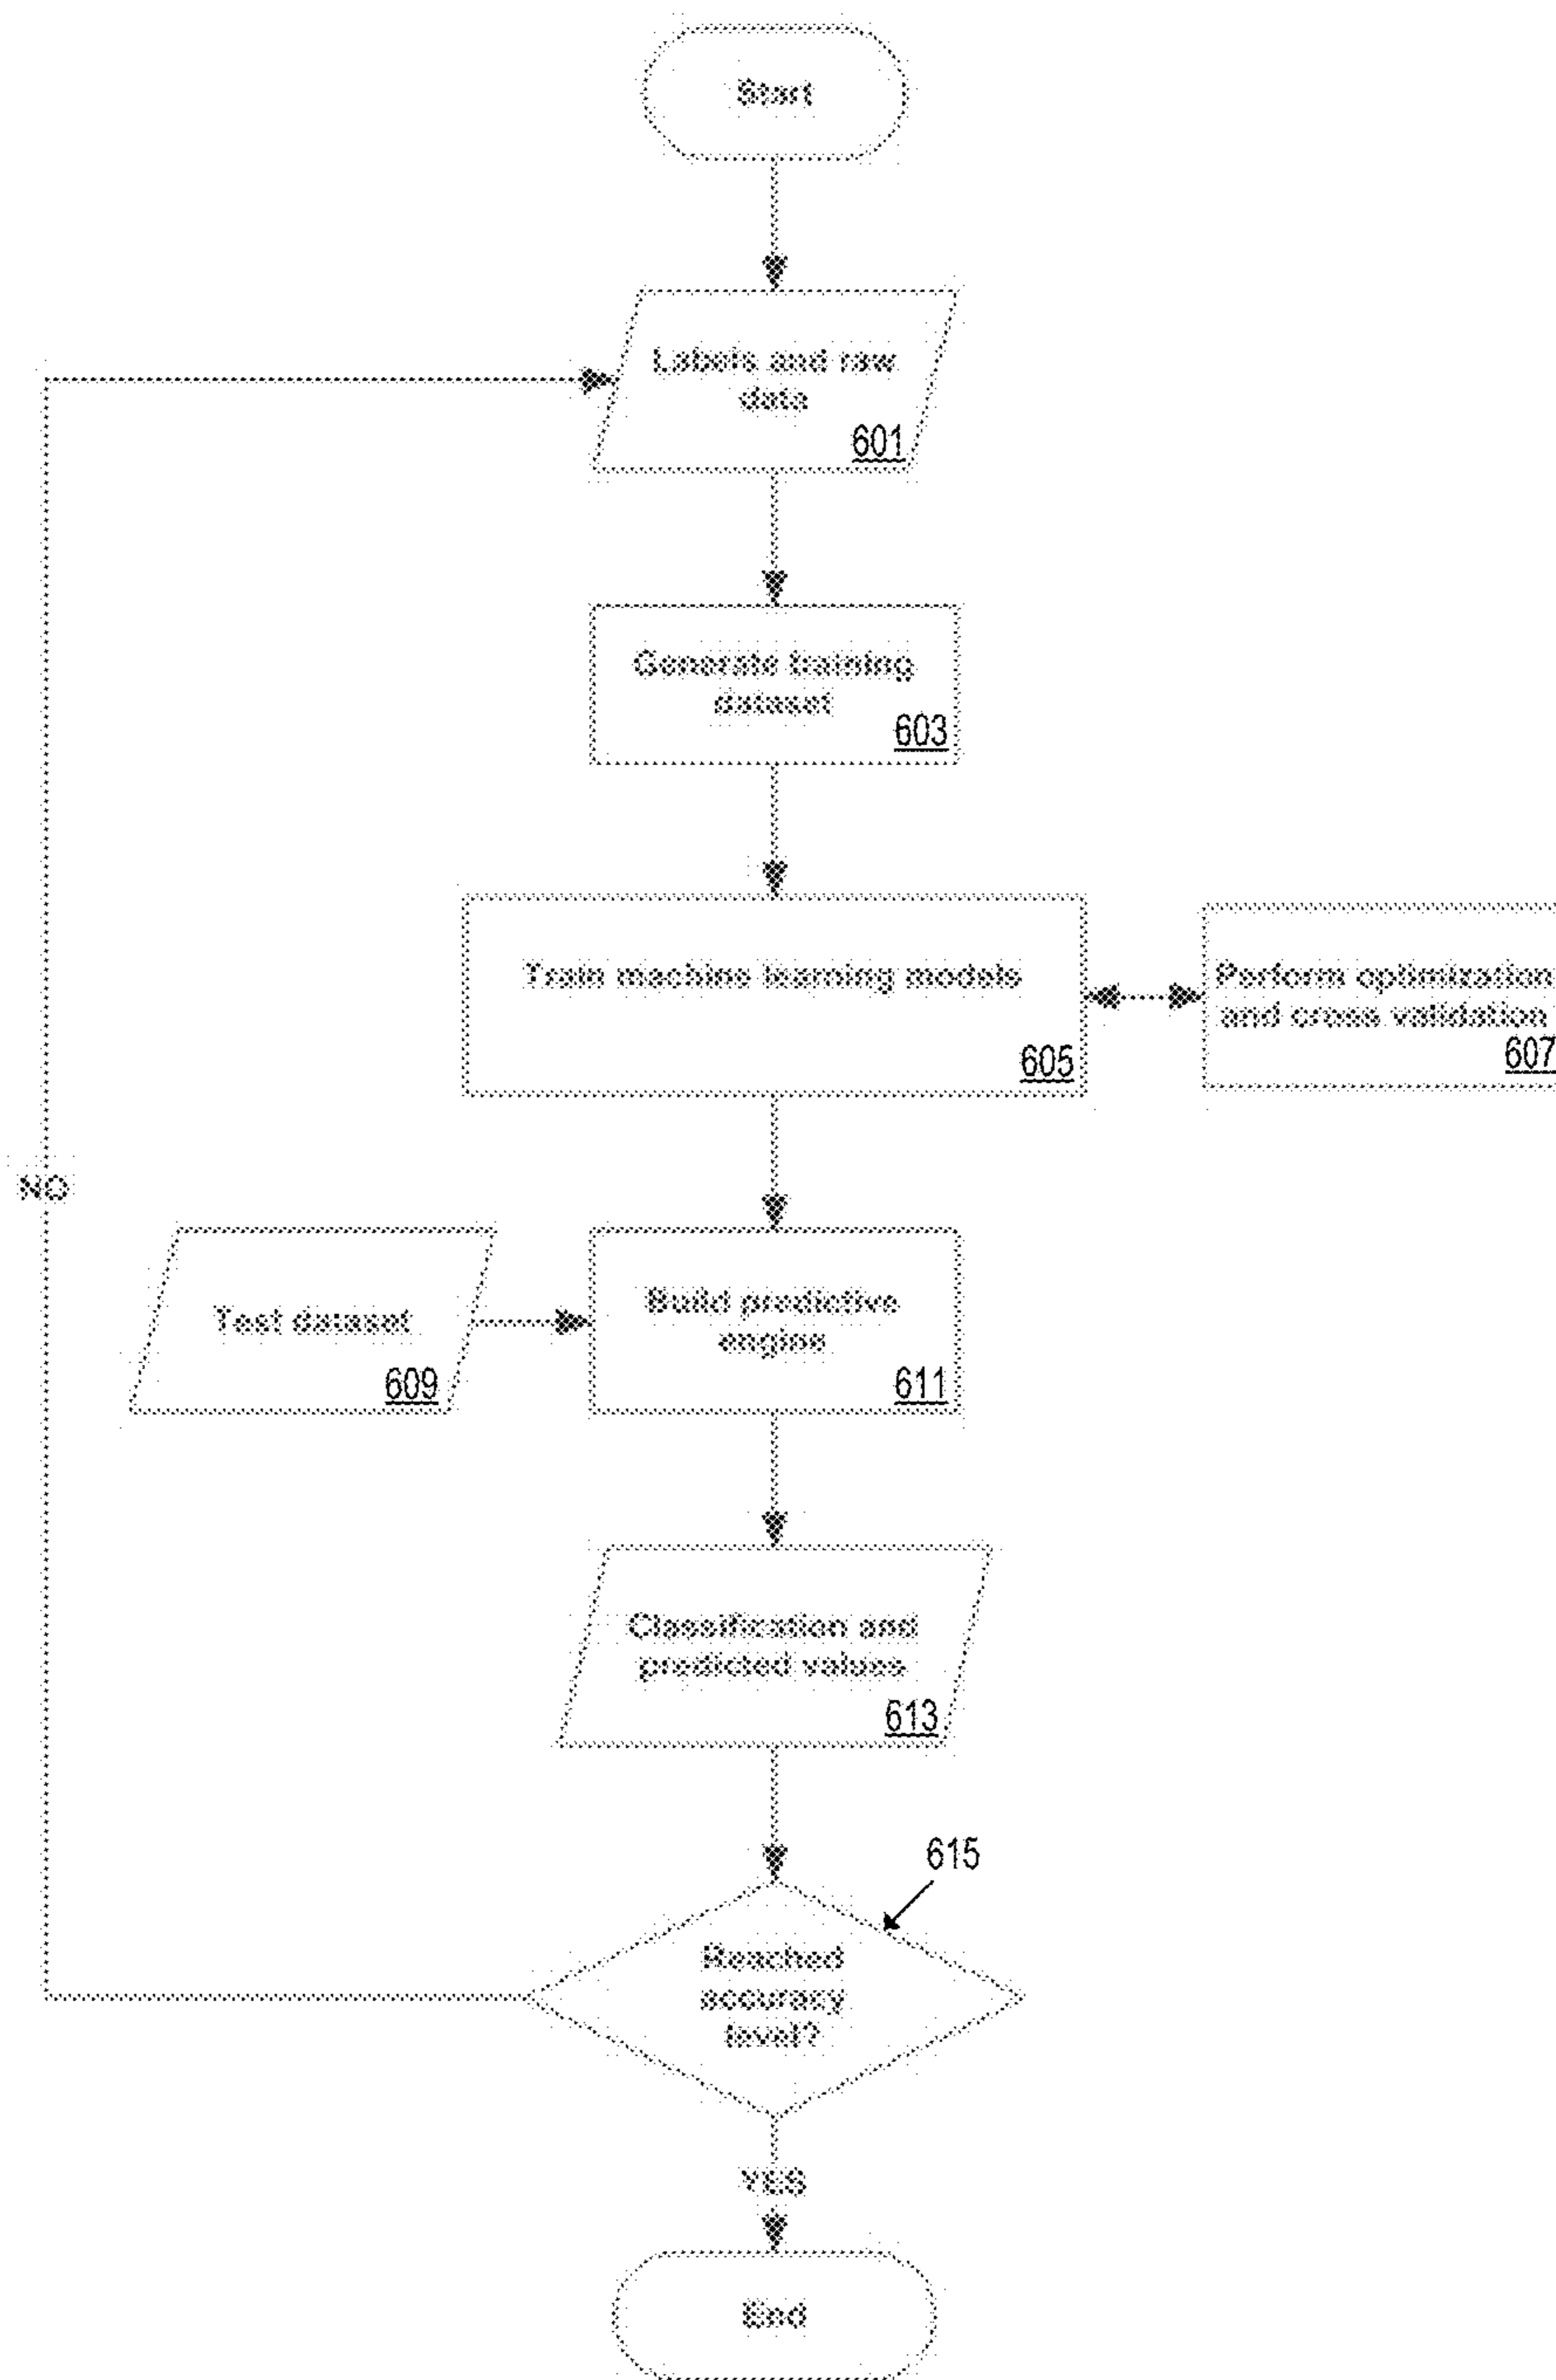 Start
Labels and raw
data
601
Generate training
dataset
603
Train machine learning models
605
Perform optimization
and cross validation
607
NO
Test dataset
609
Build predictive
engine
611
Classification and
predicted values
613
615
Reached
accuracy
level?
YES
End